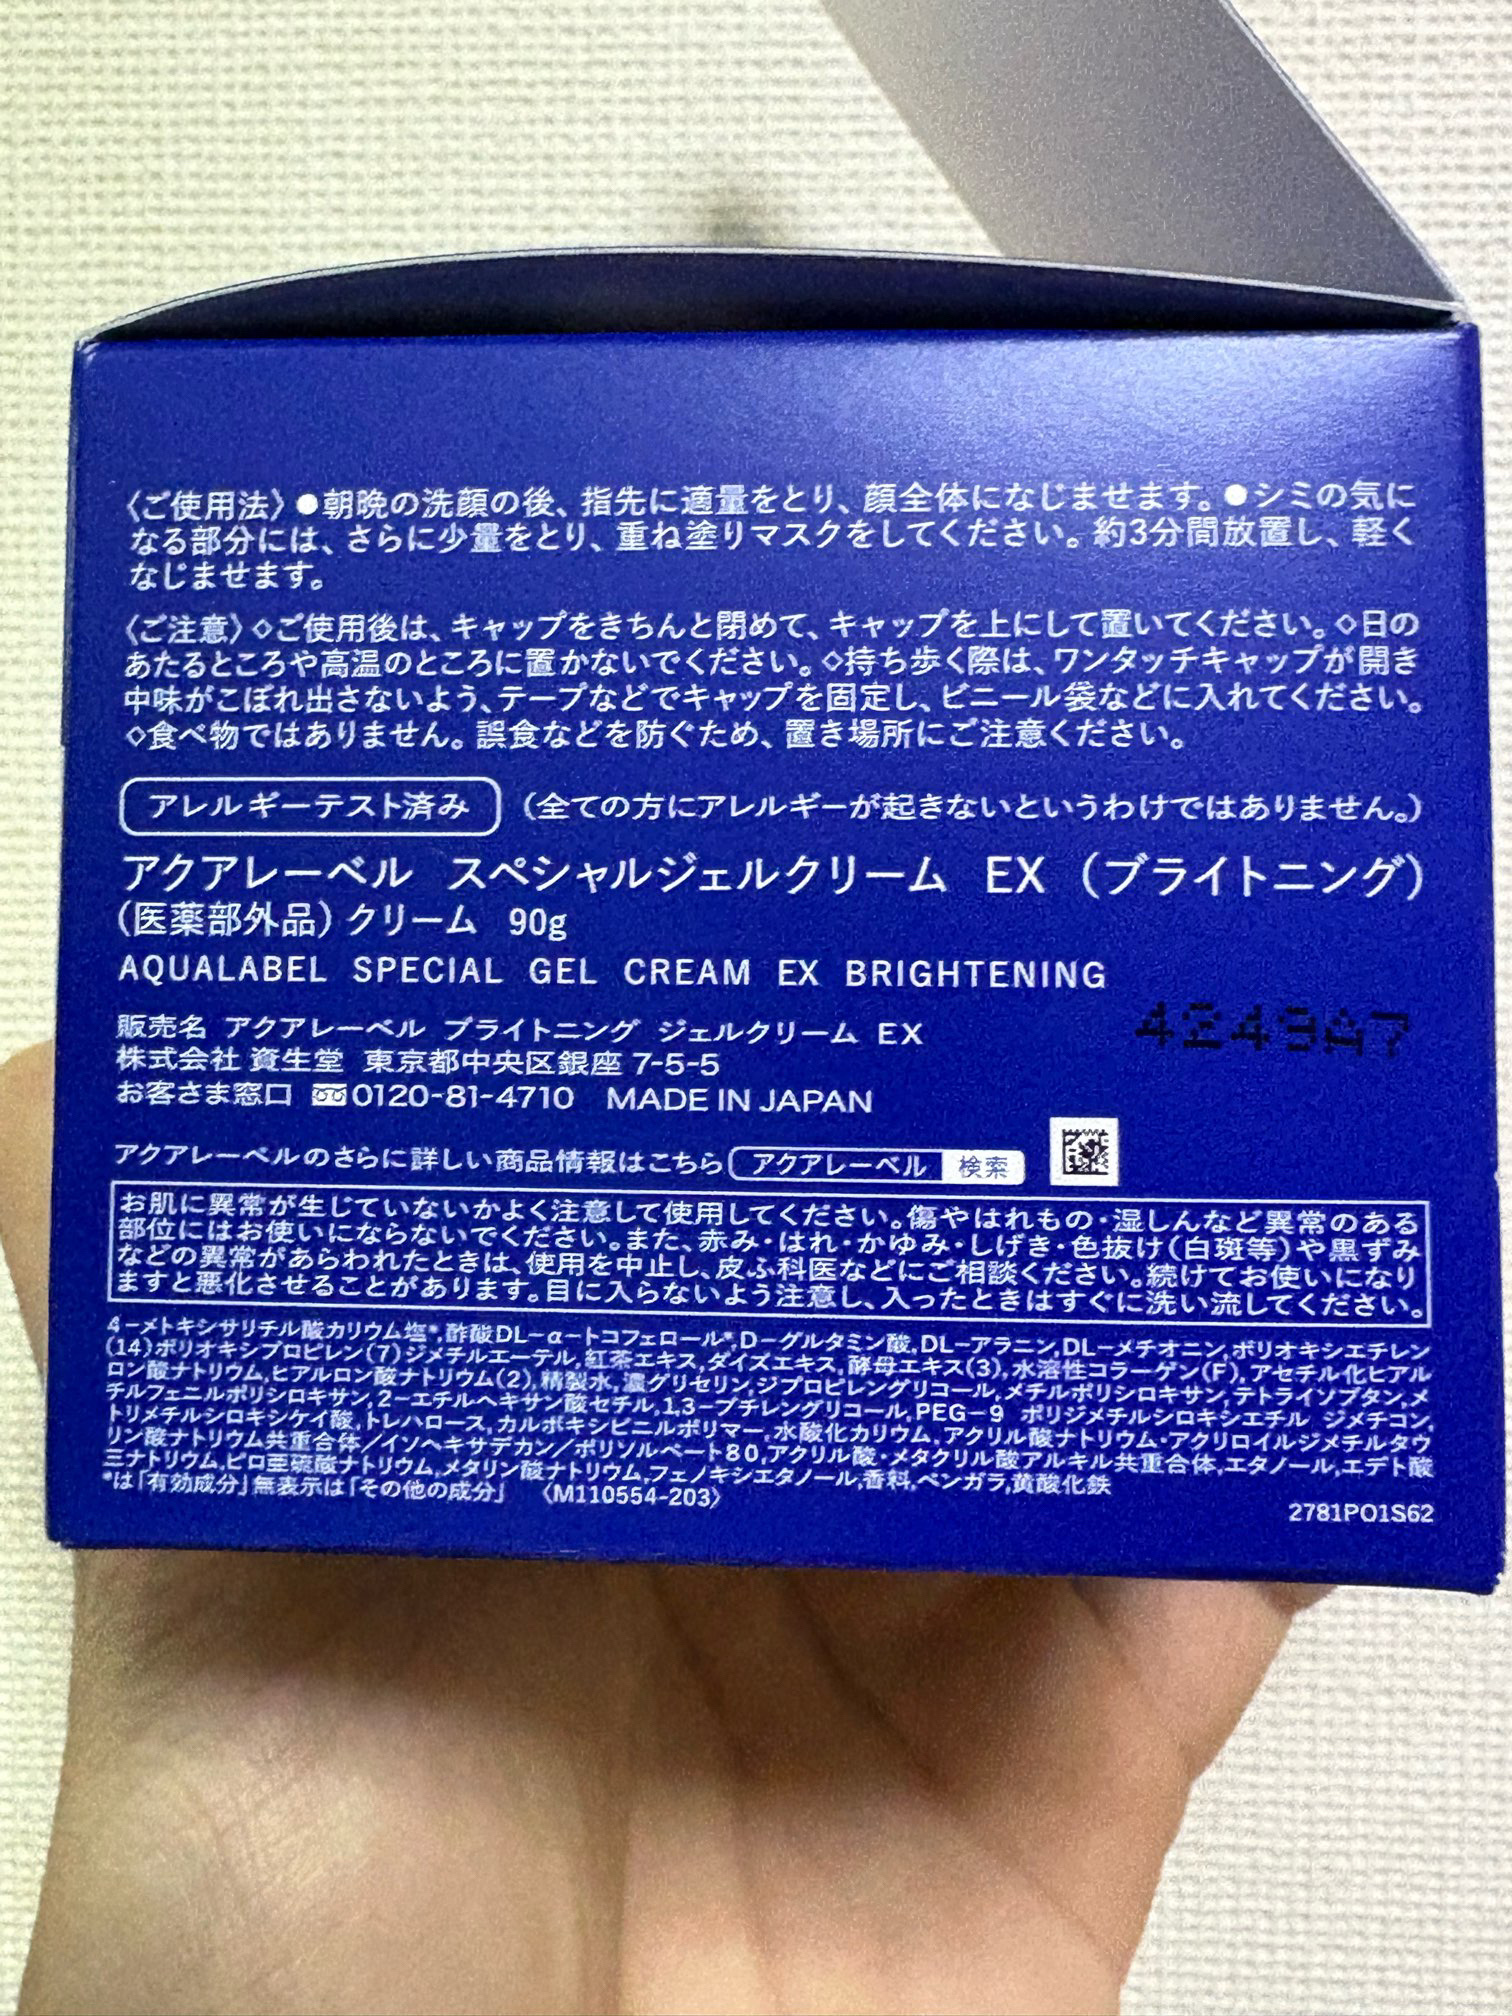 〈ご使用法〉●朝晩の洗顔の後、指先に適量をとり、顔全体になじませます。●シミの気に
なる部分には、さらに少量をとり、重ね塗りマスクをしてください。約3分間放置し、軽く
なじませます。
〈ご注意〉◇ご使用後は、キャップをきちんと閉めて、キャップを上にして置いてください。◇日の
あたるところや高温のところに置かないでください。◇持ち歩く際は、ワンタッチキャップが開き
中味がこぼれ出さないよう、テープなどでキャップを固定し、ビニール袋などに入れてください。
◇食べ物ではありません。誤食などを防ぐため、置き場所にご注意ください。
アレルギーテスト済み （全ての方にアレルギーが起きないというわけではありません。）
アクアレーベル スペシャルジェルクリーム EX （ブライトニング）
（医薬部外品）クリーム 90g
AQUALABEL SPECIAL GEL CREAM EX BRIGHTENING
販売名 アクアレーベル ブライトニング ジェルクリーム EX
4249A7
株式会社 資生堂 東京都中央区銀座 7-5-5
お客さま窓口 0120-81-4710 MADE IN JAPAN
アクアレーベルのさらに詳しい商品情報はこちら アクアレーベル 検索
お肌に異常が生じていないかよく注意して使用してください。傷やはれもの・湿しんなど異常のある
部位にはお使いにならないでください。また、赤み・はれ・かゆみ・しげき・色抜け（白斑等）や黒ずみ
などの異常があらわれたときは、使用を中止し、皮ふ科医などにご相談ください。続けてお使いになり
ますと悪化させることがあります。目に入らないよう注意し、入ったときはすぐに洗い流してください。
4-メトキシサリチル酸カリウム塩*,酢酸DL-α-トコフェロール*,D-グルタミン酸,DL-アラニン,DL-メチオニン,ポリオキシエチレン
(14)ポリオキシプロピレン(7)ジメチルエーテル,紅茶エキス,ダイズエキス,酵母エキス(3),水溶性コラーゲン(F),アセチル化ヒアル
ロン酸ナトリウム,ヒアルロン酸ナトリウム(2),精製水,濃グリセリン,ジプロピレングリコール,メチルポリシロキサン,テトライソブタン,メ
チルフェニルポリシロキサン,2-エチルヘキサン酸セチル,1,3-ブチレングリコール,PEG-9 ポリジメチルシロキシエチル ジメチコン,
トリメチルシロキシケイ酸,トレハロース,カルボキシビニルポリマー,水酸化カリウム,アクリル酸ナトリウム・アクリロイルジメチルタウ
リン酸ナトリウム共重合体/イソヘキサデカン/ポリソルベート80,アクリル酸・メタクリル酸アルキル共重合体,エタノール,エデト酸
三ナトリウム,ピロ亜硫酸ナトリウム,メタリン酸ナトリウム,フェノキシエタノール,香料,ベンガラ,黄酸化鉄
*は「有効成分」無表示は「その他の成分」 〈M110554-203〉
2781PO1S62